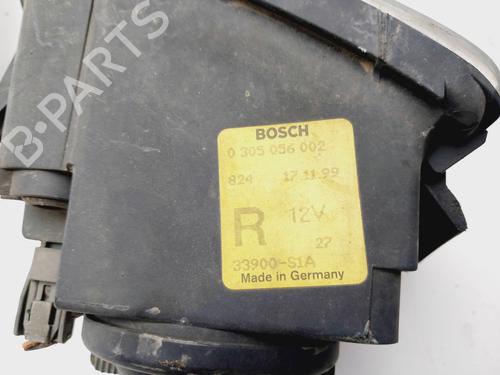 B-PARTS
BOSCH
0 305 056 002
824 17.11.99
R 12V
27
33900-S1A
Made in Germany